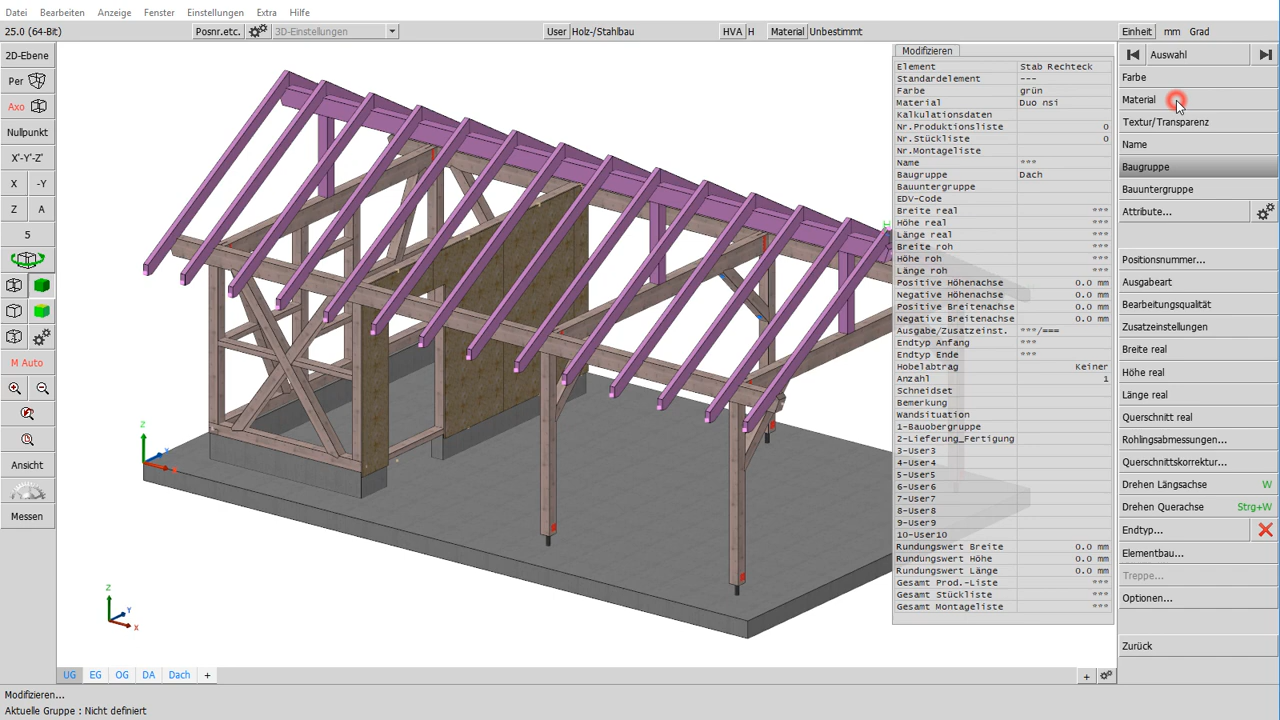 Datei Bearbeiten Anzeige Fenster Einstellungen Extra Hilfe
25.0 (64-Bit) Posnr.etc. 3D-Einstellungen User Holz-/Stahlbau HVA H Material Unbestimmt Einheit mm Grad
2D-Ebene
Per
Axo
Nullpunkt
X'-Y'-Z'
X -Y
Z A
5
M Auto
Ansicht
Messen
Z
Y
X
Z
Modifizieren
Element Stab Rechteck
Standardelement ---
Farbe grün
Material Duo nsi
Kalkulationsdaten
Nr.Produktionsliste 0
Nr.Stückliste 0
Nr.Montageliste
Name ***
Baugruppe Dach
Bauuntergruppe
EDV-Code
Breite real ***
Höhe real ***
Länge real ***
Breite roh ***
Höhe roh ***
Länge roh ***
Positive Höhenachse 0.0 mm
Negative Höhenachse 0.0 mm
Positive Breitenachse 0.0 mm
Negative Breitenachse 0.0 mm
Ausgabe/Zusatzeinst. ***/===
Endtyp Anfang ***
Endtyp Ende ***
Hobelabtrag Keiner
Anzahl 1
Schneidset
Bemerkung
Wandsituation
1-Bauobergruppe
2-Lieferung_Fertigung
3-User3
4-User4
5-User5
6-User6
7-User7
8-User8
9-User9
10-User10
Rundungswert Breite 0.0 mm
Rundungswert Höhe 0.0 mm
Rundungswert Länge 0.0 mm
Gesamt Prod.-Liste ***
Gesamt Stückliste ***
Gesamt Montageliste ***
Auswahl
Farbe
Material
Textur/Transparenz
Name
Baugruppe
Bauuntergruppe
Attribute...
Positionsnummer...
Ausgabeart
Bearbeitungsqualität
Zusatzeinstellungen
Breite real
Höhe real
Länge real
Querschnitt real
Rohlingsabmessungen...
Querschnittskorrektur...
Drehen Längsachse W
Drehen Querachse Strg+W
Endtyp...
Elementbau...
Treppe...
Optionen...
Zurück
UG EG OG DA Dach + +
Modifizieren...
Aktuelle Gruppe : Nicht definiert